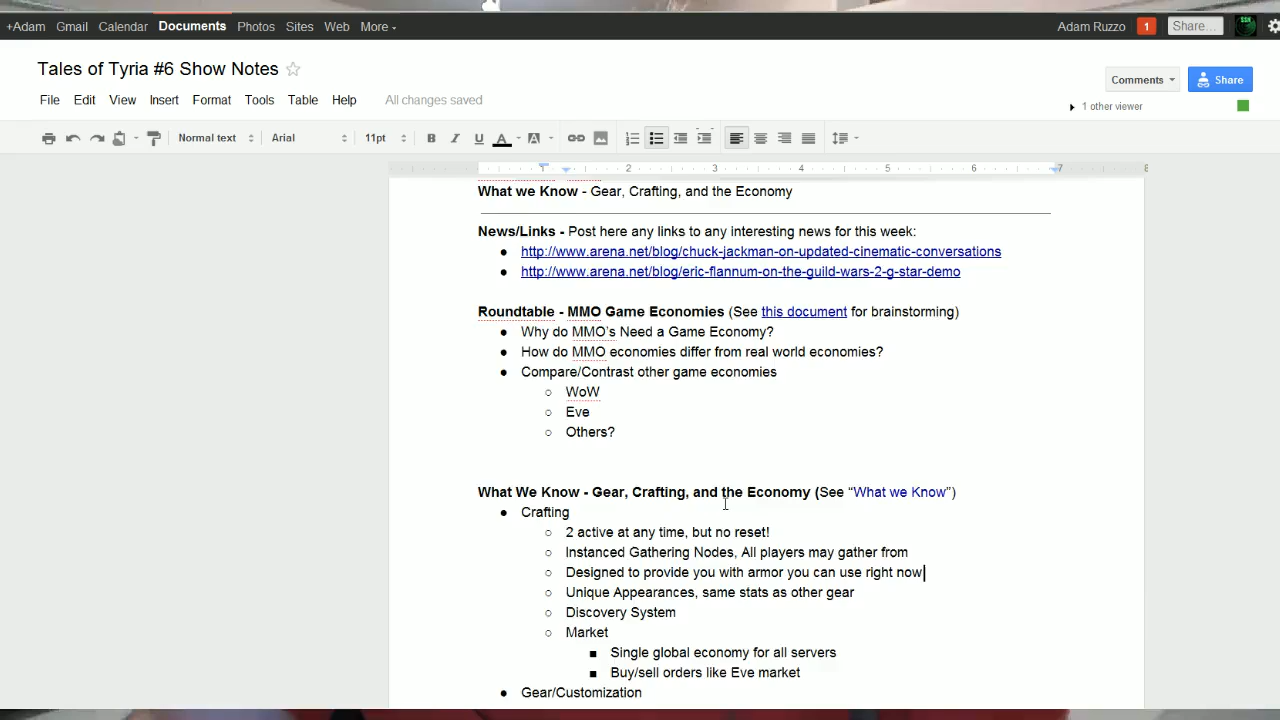 +Adam Gmail Calendar Documents Photos Sites Web More Adam Ruzzo 1 Share...
Tales of Tyria #6 Show Notes
Comments Share
File Edit View Insert Format Tools Table Help All changes saved
1 other viewer
Normal text Arial 11pt B I U A A
1 2 3 4 5 6 7 8
What we Know - Gear, Crafting, and the Economy
News/Links - Post here any links to any interesting news for this week:
● http://www.arena.net/blog/chuck-jackman-on-updated-cinematic-conversations
● http://www.arena.net/blog/eric-flannum-on-the-guild-wars-2-g-star-demo
Roundtable - MMO Game Economies (See this document for brainstorming)
● Why do MMO's Need a Game Economy?
● How do MMO economies differ from real world economies?
● Compare/Contrast other game economies
○ WoW
○ Eve
○ Others?
What We Know - Gear, Crafting, and the Economy (See “What we Know”)
● Crafting
○ 2 active at any time, but no reset!
○ Instanced Gathering Nodes, All players may gather from
○ Designed to provide you with armor you can use right now
○ Unique Appearances, same stats as other gear
○ Discovery System
○ Market
■ Single global economy for all servers
■ Buy/sell orders like Eve market
● Gear/Customization